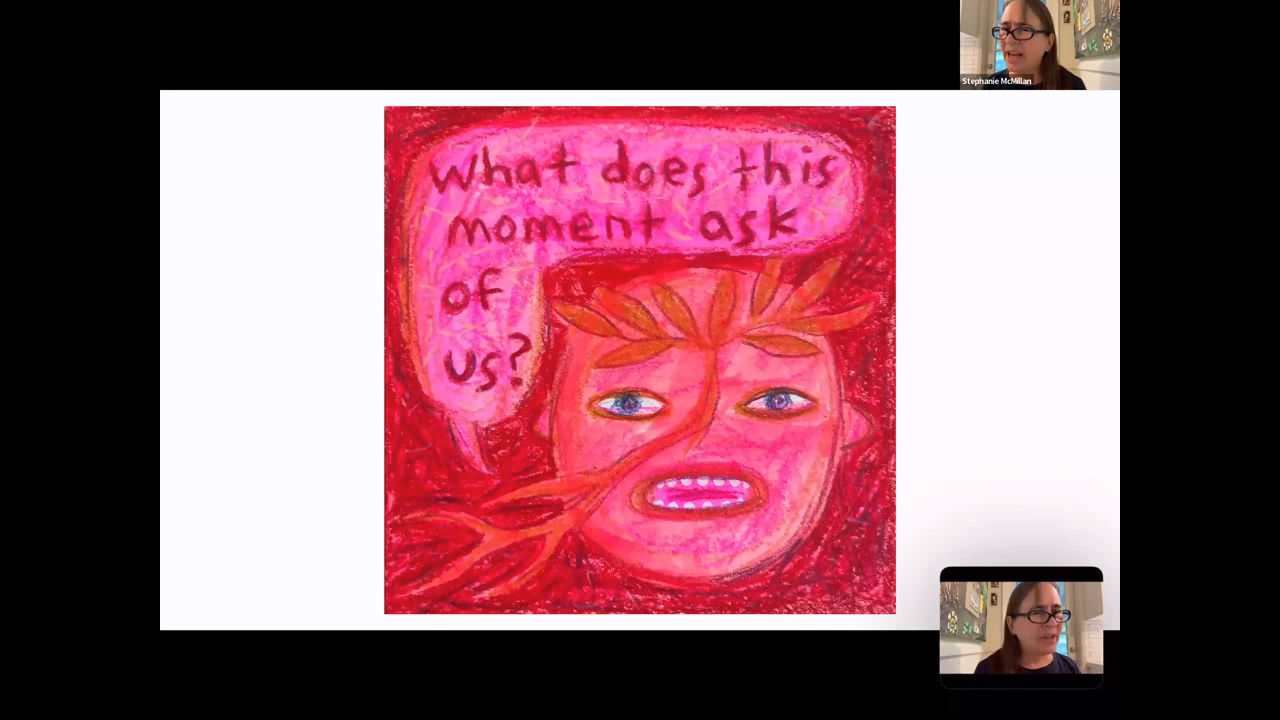 Stephanie McMillan
What does this
moment ask
of
us?